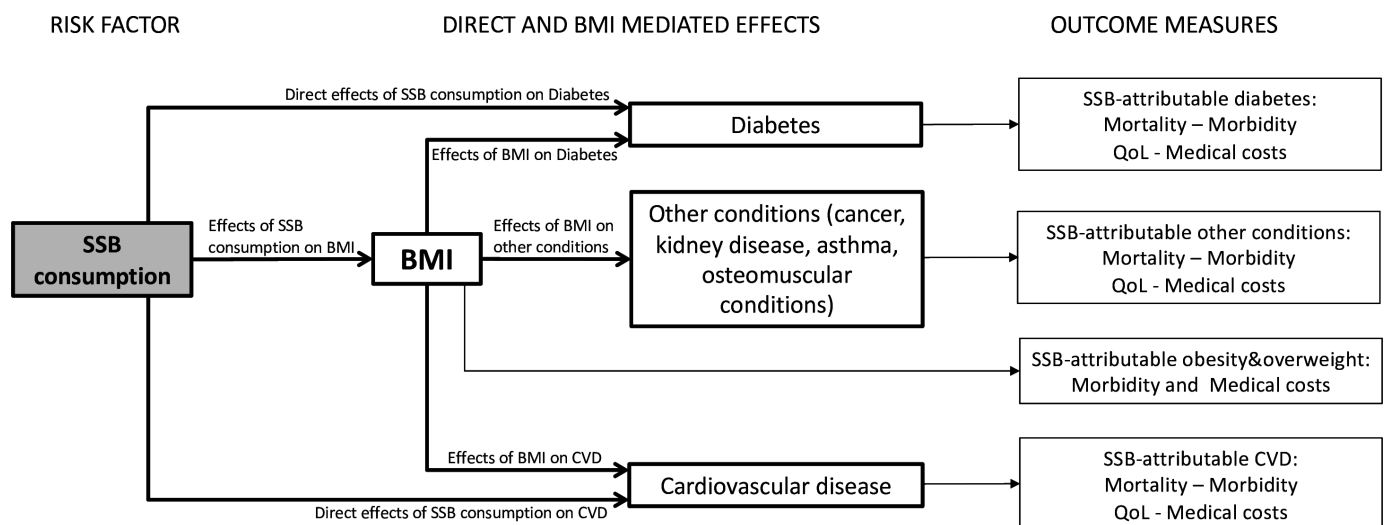 RISK FACTOR
DIRECT AND BMI MEDIATED EFFECTS
OUTCOME MEASURES
Direct effects of SSB consumption on Diabetes
Diabetes
Effects of BMI on Diabetes
SSB-attributable diabetes:
Mortality – Morbidity
QoL - Medical costs
SSB
consumption
Effects of SSB
consumption on BMI
BMI
Effects of BMI on
other conditions
Other conditions (cancer,
kidney disease, asthma,
osteomuscular
conditions)
SSB-attributable other conditions:
Mortality – Morbidity
QoL - Medical costs
SSB-attributable obesity&overweight:
Morbidity and  Medical costs
Effects of BMI on CVD
Cardiovascular disease
Direct effects of SSB consumption on CVD
SSB-attributable CVD:
Mortality – Morbidity
QoL - Medical costs